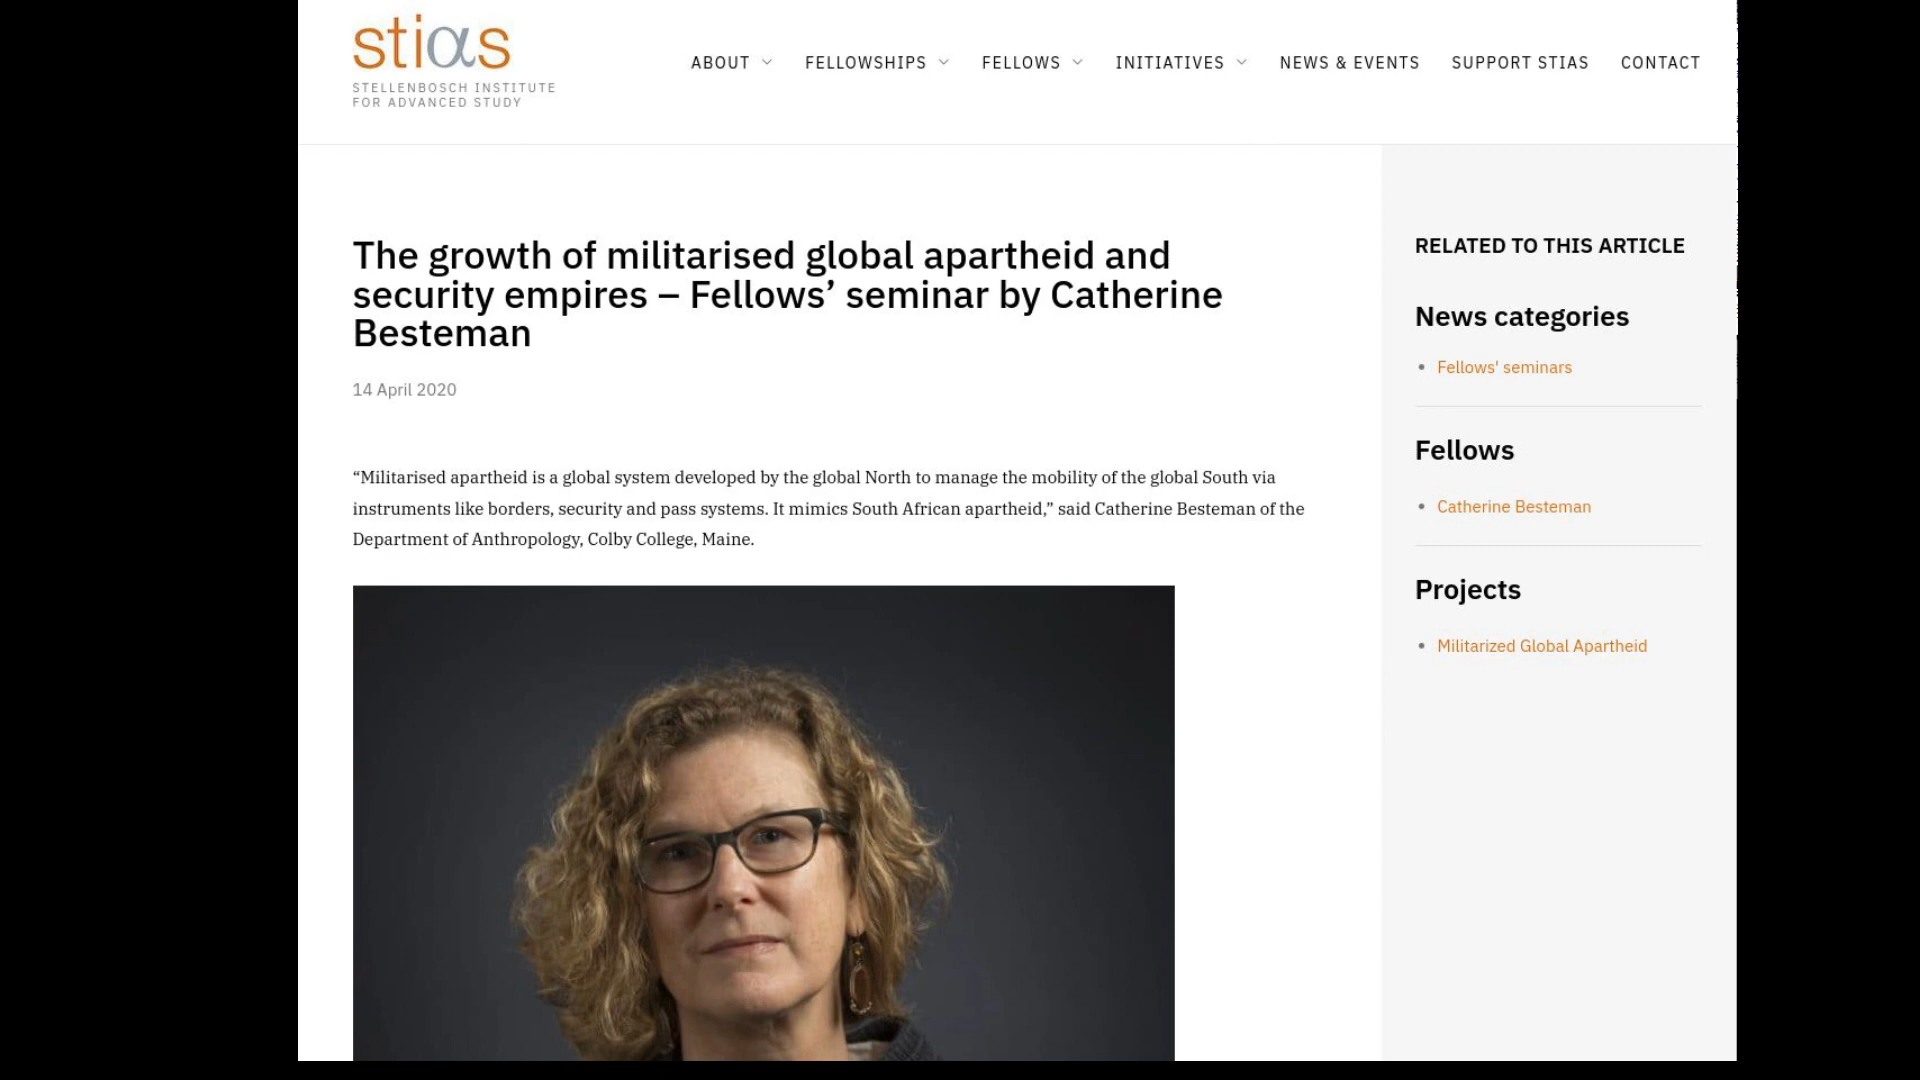 stias
STELLENBOSCH INSTITUTE
FOR ADVANCED STUDY
ABOUT FELLOWSHIPS FELLOWS INITIATIVES NEWS & EVENTS SUPPORT STIAS CONTACT
The growth of militarised global apartheid and
security empires – Fellows’ seminar by Catherine
Besteman
14 April 2020
“Militarised apartheid is a global system developed by the global North to manage the mobility of the global South via
instruments like borders, security and pass systems. It mimics South African apartheid,” said Catherine Besteman of the
Department of Anthropology, Colby College, Maine.
RELATED TO THIS ARTICLE
News categories
• Fellows' seminars
Fellows
• Catherine Besteman
Projects
• Militarized Global Apartheid